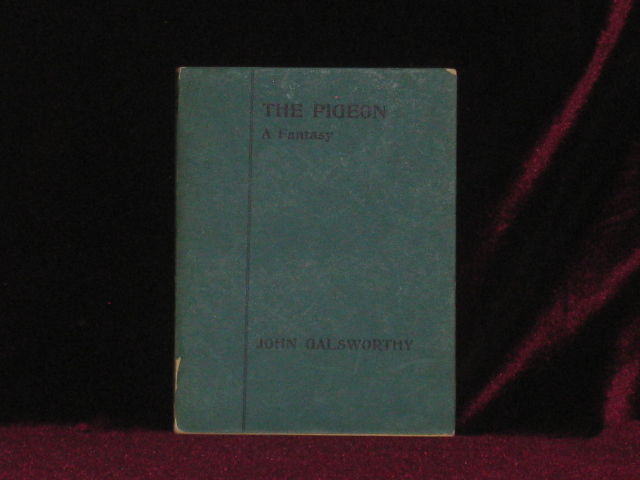 THE PIGEON
A Fantasy
JOHN GALSWORTHY